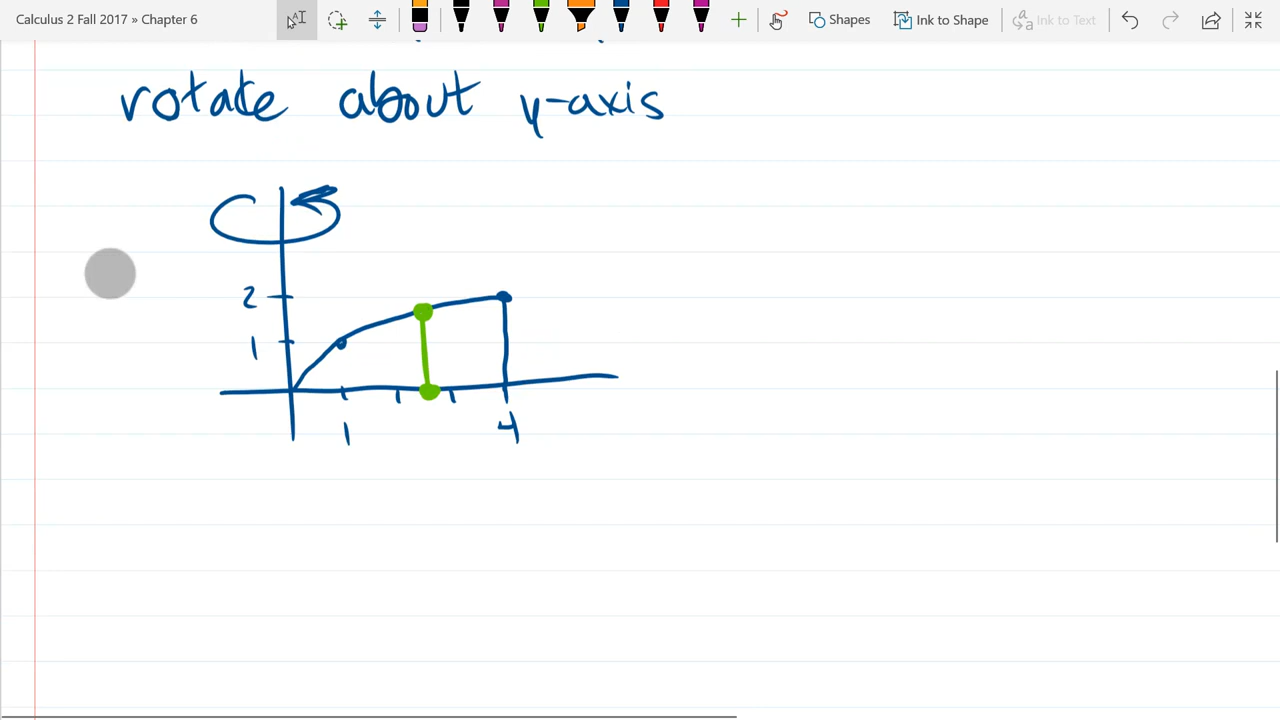 Calculus 2 Fall 2017 » Chapter 6
Shapes Ink to Shape Ink to Text
rotate about y-axis
2
1
1 4